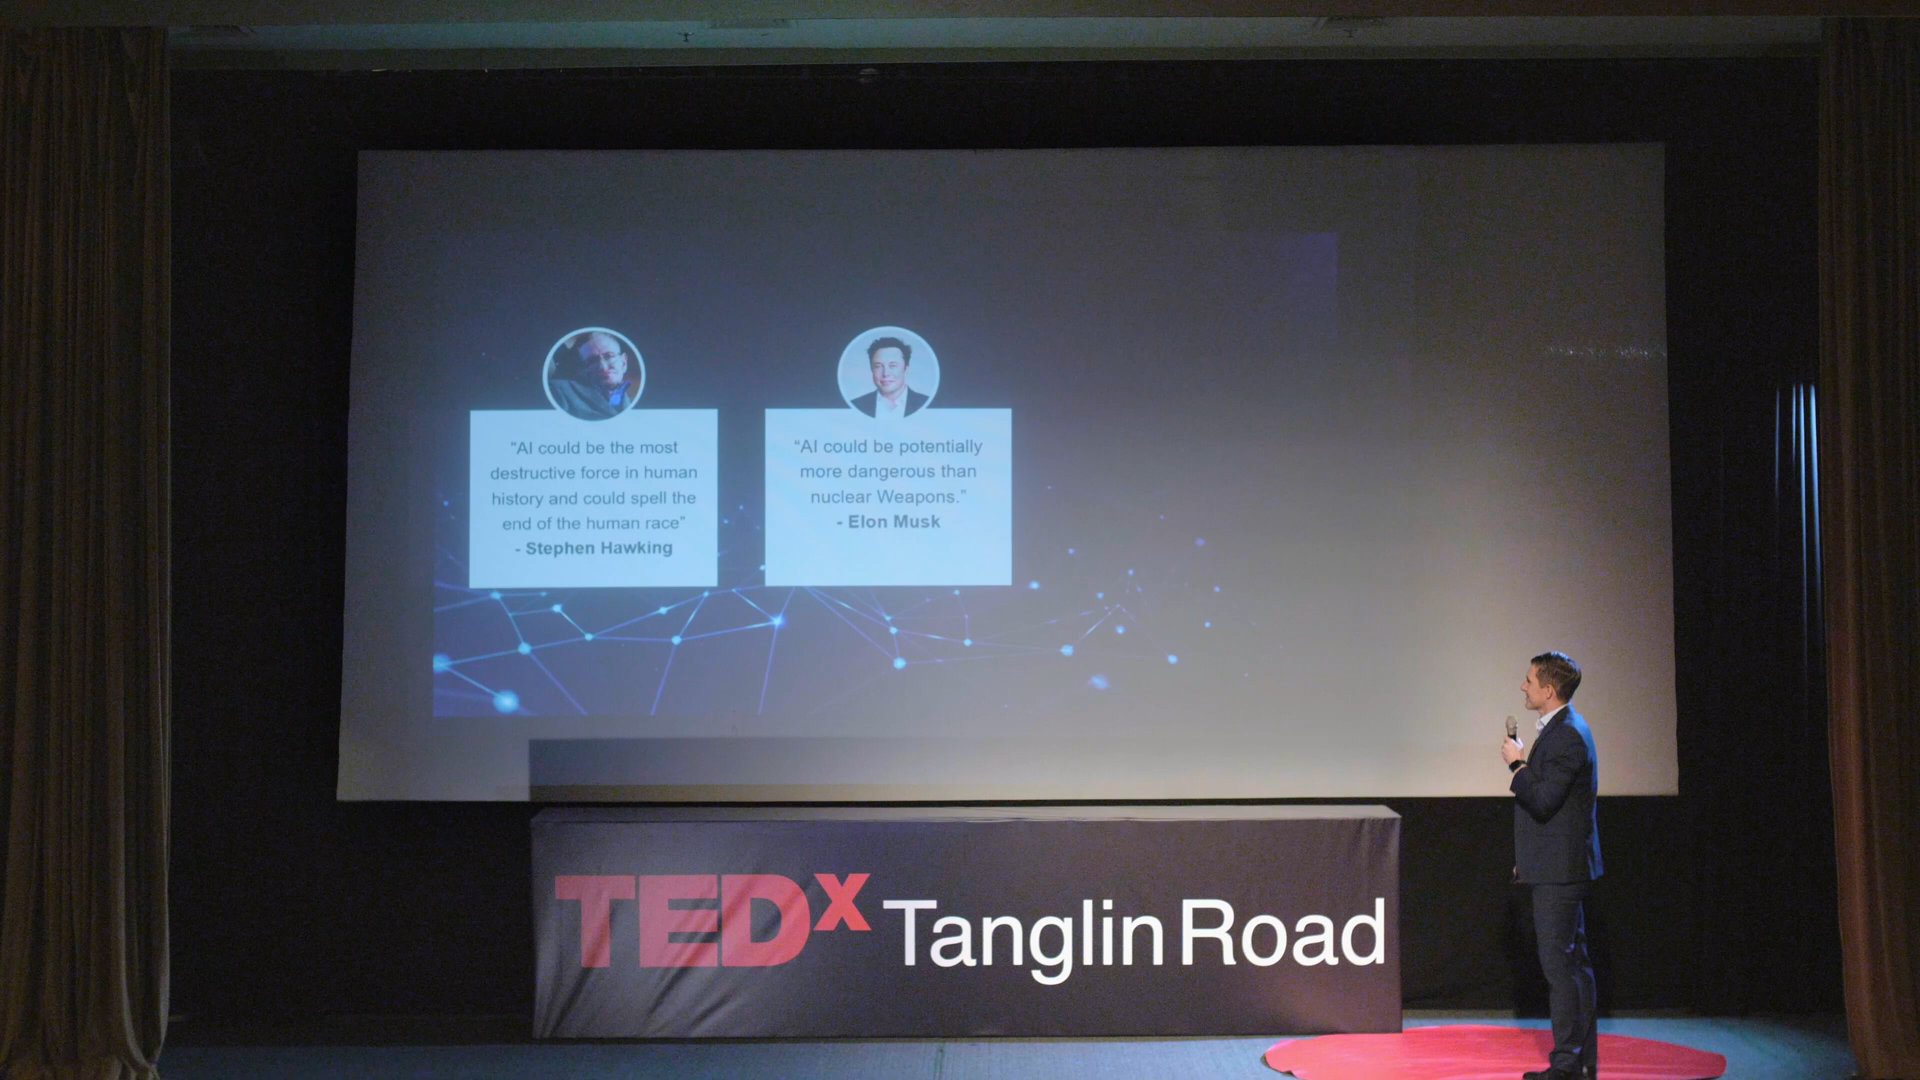 "AI could be the most
destructive force in human
history and could spell the
end of the human race”
- Stephen Hawking
“AI could be potentially
more dangerous than
nuclear Weapons.”
- Elon Musk
TEDx Tanglin Road